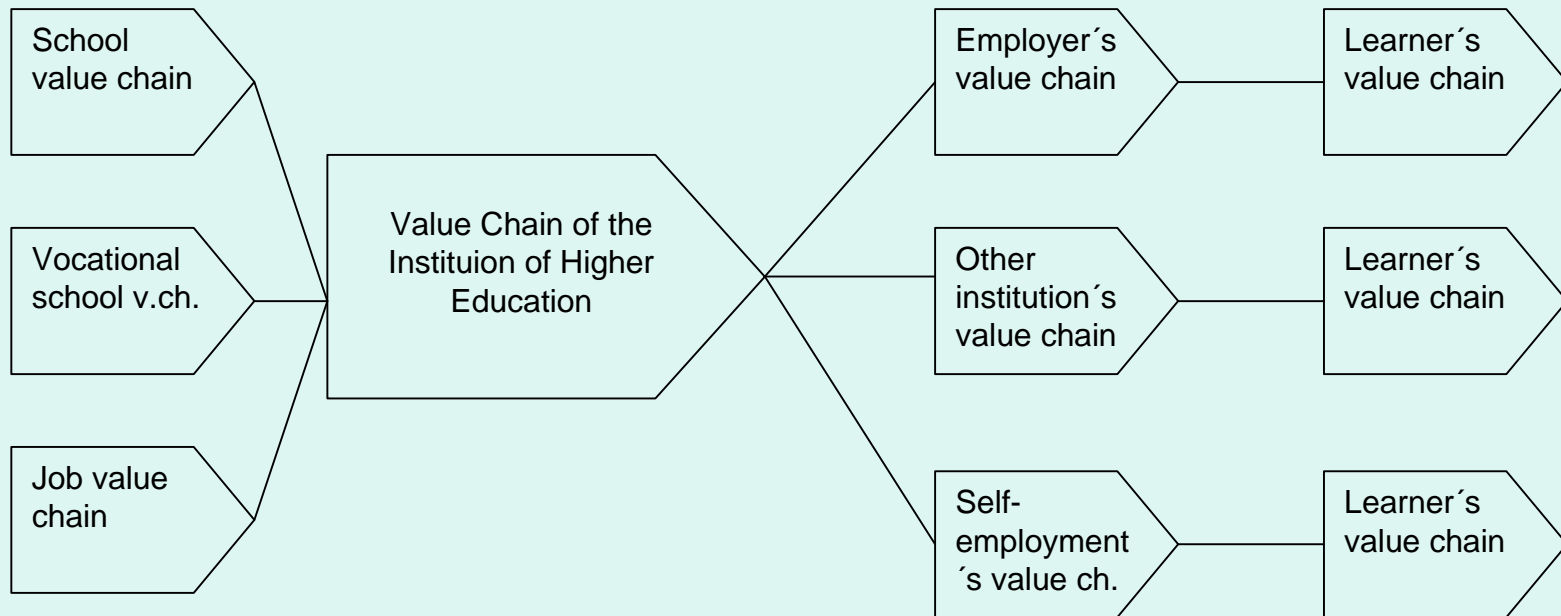 School
value chain
Vocational
school v.ch.
Job value
chain
Value Chain of the
Instituion of Higher
Education
Employer´s
value chain
Other
institution´s
value chain
Self-
employment
´s value ch.
Learner´s
value chain
Learner´s
value chain
Learner´s
value chain